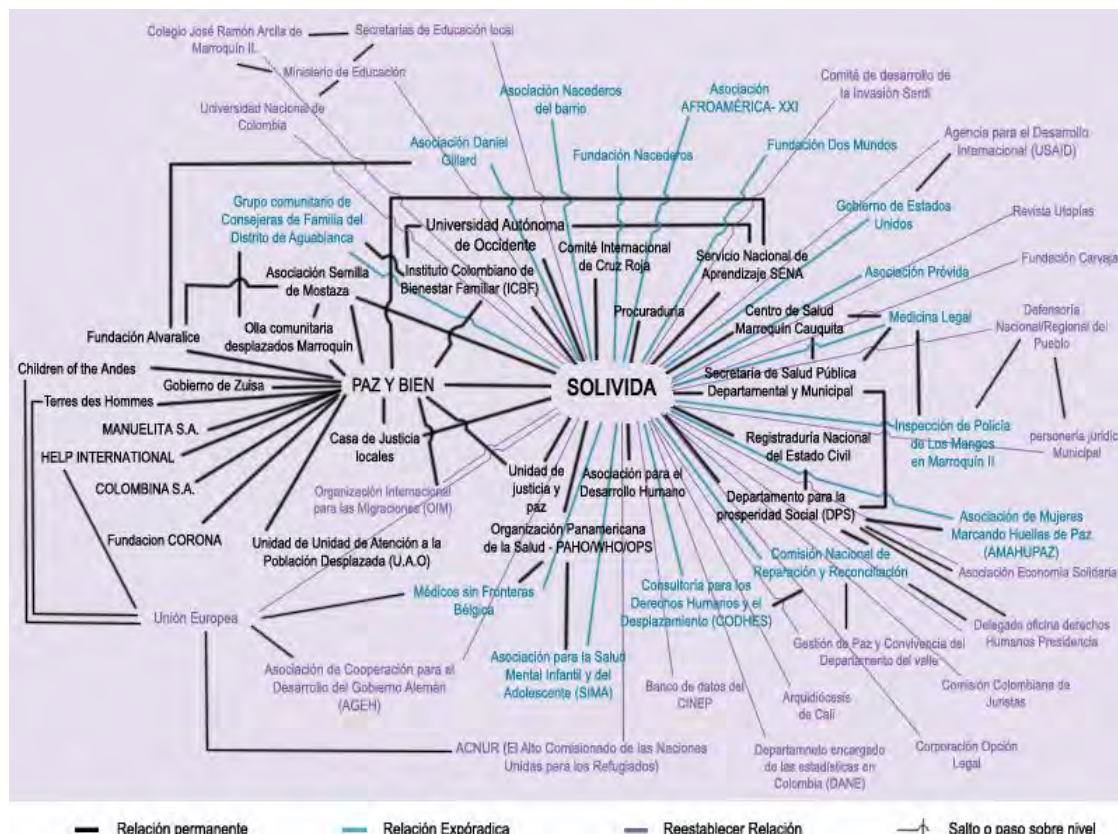 Colegio José Ramón Arcila de
Marroquín II.
Secretarías de Educación local
Ministerio de Educación
Universidad Nacional de
Colombia
Asociación Nacederos
del barrio
Asociación
AFROAMÉRICA- XXI
Comité de desarrollo de
la Invasión Sardi
Asociación Daniel
Gillard
Fundación Nacederos
Fundación Dos Mundos
Agencia para el Desarrollo
Internacional (USAID)
Grupo comunitario de
Consejeras de Familia del
Distrito de Aguablanca
Universidad Autónoma
de Occidente
Comité Internacional
de Cruz Roja
Servicio Nacional de
Aprendizaje SENA
Gobierno de Estados
Unidos
Revista Utopías
Asociación Semilla
de Mostaza
Instituto Colombiano de
Bienestar Familiar (ICBF)
Procuraduria
Asociación Próvida
Fundación Carvaja
Centro de Salud
Marroquín Cauquita
Medicina Legal
Defensoría
Nacional/Regional del
Pueblo
Fundación Alvaralice
Olla comunitaria
desplazados Marroquín
Children of the Andes
Gobierno de Zuisa
PAZ Y BIEN
SOLIVIDA
Secretaria de Salud Pública
Departamental y Municipal
Terres des Hommes
MANUELITA S.A.
Casa de Justicia
locales
Registraduría Nacional
del Estado Civil
Inspección de Policía
de Los Mangos
en Marroquín II
personería jurídic
Municipal
HELP INTERNATIONAL
COLOMBINA S.A.
Organización Internacional
para las Migraciones (OIM)
Unidad de
justicia y
paz
Asociación para el
Desarrollo Humano
Departamento para la
prosperidad Social (DPS)
Fundacion CORONA
Unidad de Unidad de Atención a la
Población Desplazada (U.A.O)
Organización Panamericana
de la Salud - PAHO/WHO/OPS
Asociación de Mujeres
Marcando Huellas de Paz
(AMAHUPAZ)
Comisión Nacional de
Reparación y Reconciliación
Asociación Economía Solidaria
Unión Europea
Médicos sin Fronteras
Bélgica
Consultoría para los
Derechos Humanos y el
Desplazamiento (CODHES)
Delegado oficina derechos
Humanos Presidencia
Gestión de Paz y Convivencia del
Departamento del valle
Asociación de Cooperación para el
Desarrollo Del Gobierno Alemán
(AGEH)
Asociación para la Salud
Mental Infantil y del
Adolescente (SIMA)
Banco de datos del
CINEP
Arquidiócesis
de Cali
Comisión Colombiana de
Juristas
ACNUR (El Alto Comisionado de las Naciones
Unidas para los Refugiados)
Departamneto encargado
de las estadísticas en
Colombia (DANE)
Corporación Opción
Legal
Relación permanente
Relación Expóradica
Reestablecer Relación
Salto o paso sobre nivel